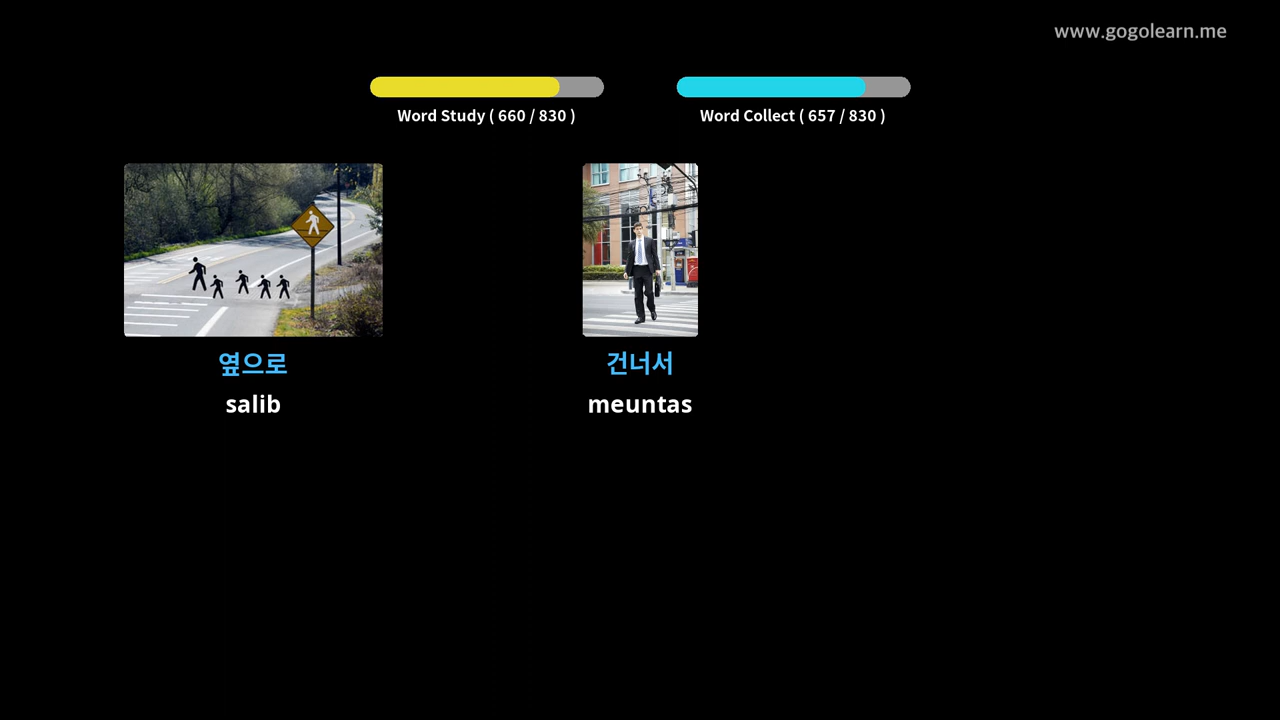 www.gogolearn.me
Word Study ( 660 / 830 )
Word Collect ( 657 / 830 )
옆으로
salib
건너서
meuntas